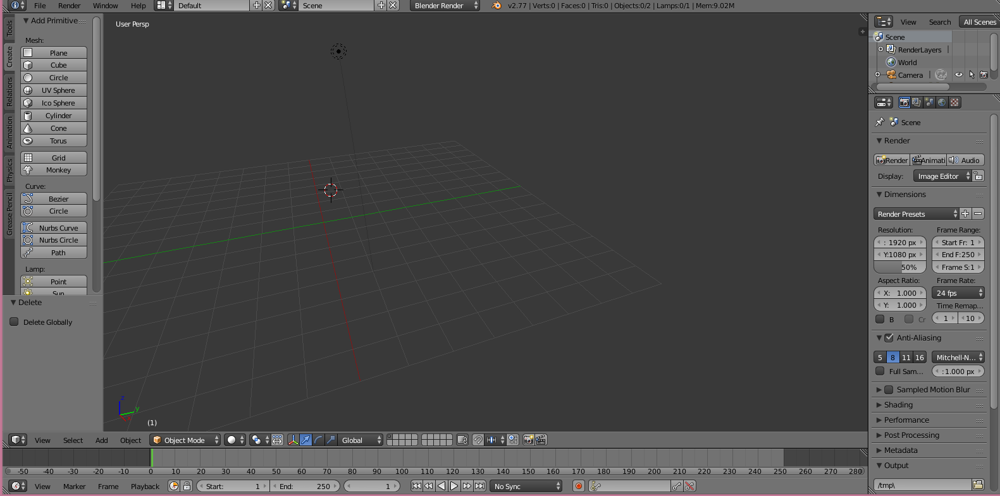 File Render Window Help Default Scene Blender Render v2.77 | Verts:0 | Faces:0 | Tris:0 | Objects:0/2 | Lamps:0/1 | Mem:9.02M
Tools
Create
Relations
Animation
Physics
Grease Pencil
Add Primitive
Mesh:
Plane
Cube
Circle
UV Sphere
Ico Sphere
Cylinder
Cone
Torus
Grid
Monkey
Curve:
Bezier
Circle
Nurbs Curve
Nurbs Circle
Path
Lamp:
Point
Sun
Delete
Delete Globally
User Persp
z
y
(1)
View Select Add Object Object Mode Global
-50 -40 -30 -20 -10 0 10 20 30 40 50 60 70 80 90 100 110 120 130 140 150 160 170 180 190 200 210 220 230 240 250 260 270 280
View Marker Frame Playback Start: 1 End: 250 1 No Sync
View Search All Scenes
Scene
RenderLayers |
World
Camera |
Scene
Render
Render Animati Audio
Display: Image Editor
Dimensions
Render Presets
Resolution: Frame Range:
: 1920 px Start Fr: 1
Y:1080 px End F:250
50% Frame S:1
Aspect Ratio: Frame Rate:
X: 1.000 24 fps
Y: 1.000 Time Remap...
B Cr 1 10
Anti-Aliasing
5 8 11 16 Mitchell-N...
Full Sam... :1.000 px
Sampled Motion Blur
Shading
Performance
Post Processing
Metadata
Output
/tmp\